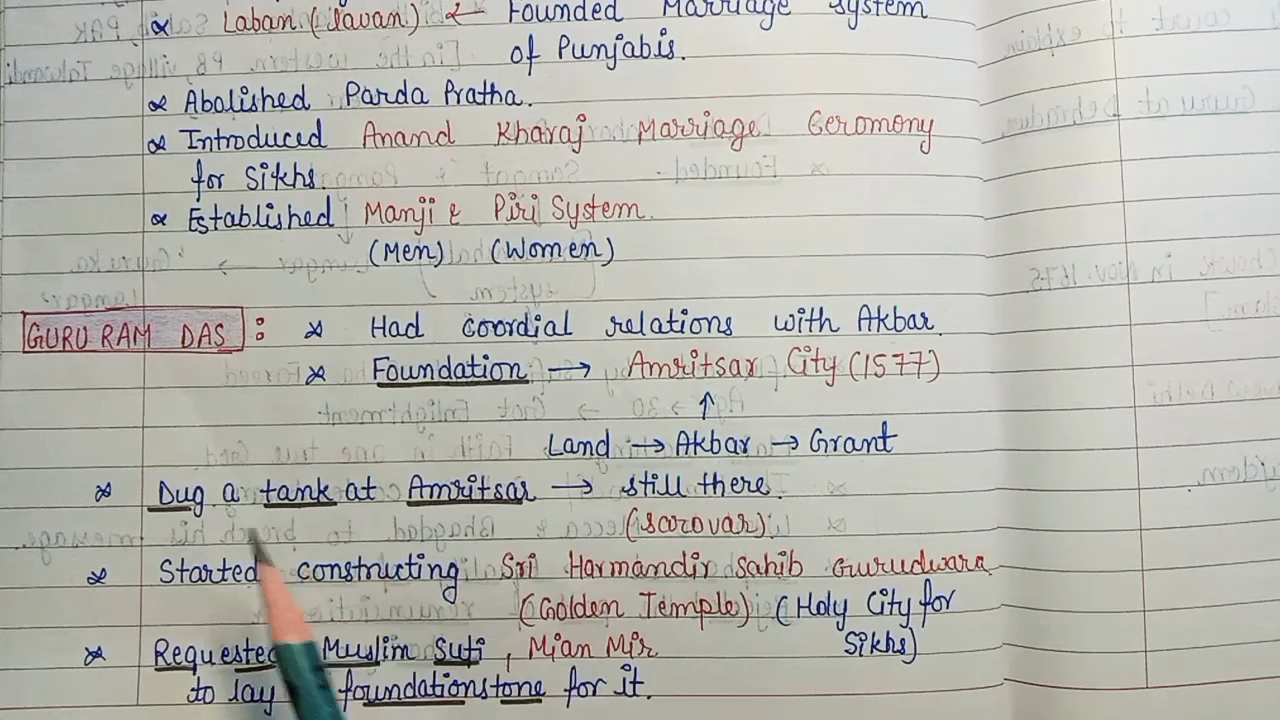 ∝ Laban (Lavan) ← Founded Marriage System
of Punjabis.
∝ Abolished Parda Pratha.
∝ Introduced Anand Kharaj Marriage Ceromony
for Sikhs.
∝ Established Manji & Piri System.
(Men) (Women)
GURU RAM DAS : ∝ Had coordial relations with Akbar.
∝ Foundation → Amritsar City (1577)
↑
Land → Akbar → Grant
∝ Dug a tank at Amritsar → still there.
(sarovar)
∝ Started constructing Sri Harmandir Sahib Gurudwara
(Golden Temple) (Holy City for
Sikhs)
∝ Requested Muslim Sufi, Mian Mir
to lay foundationstone for it.